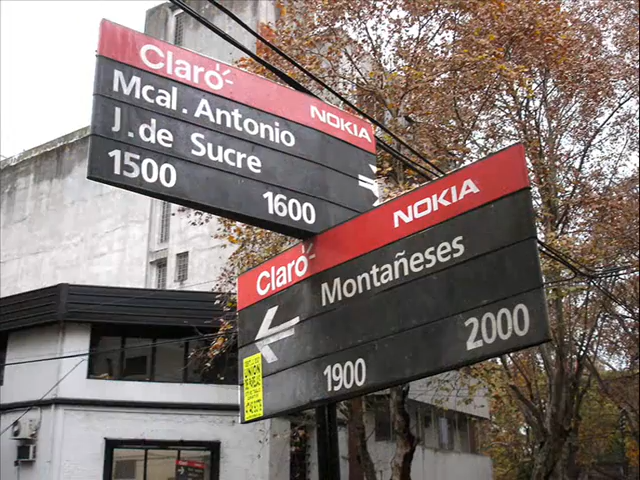 Claro NOKIA
Mcal. Antonio
J. de Sucre
1500 1600
Claro NOKIA
Montañeses
1900 2000